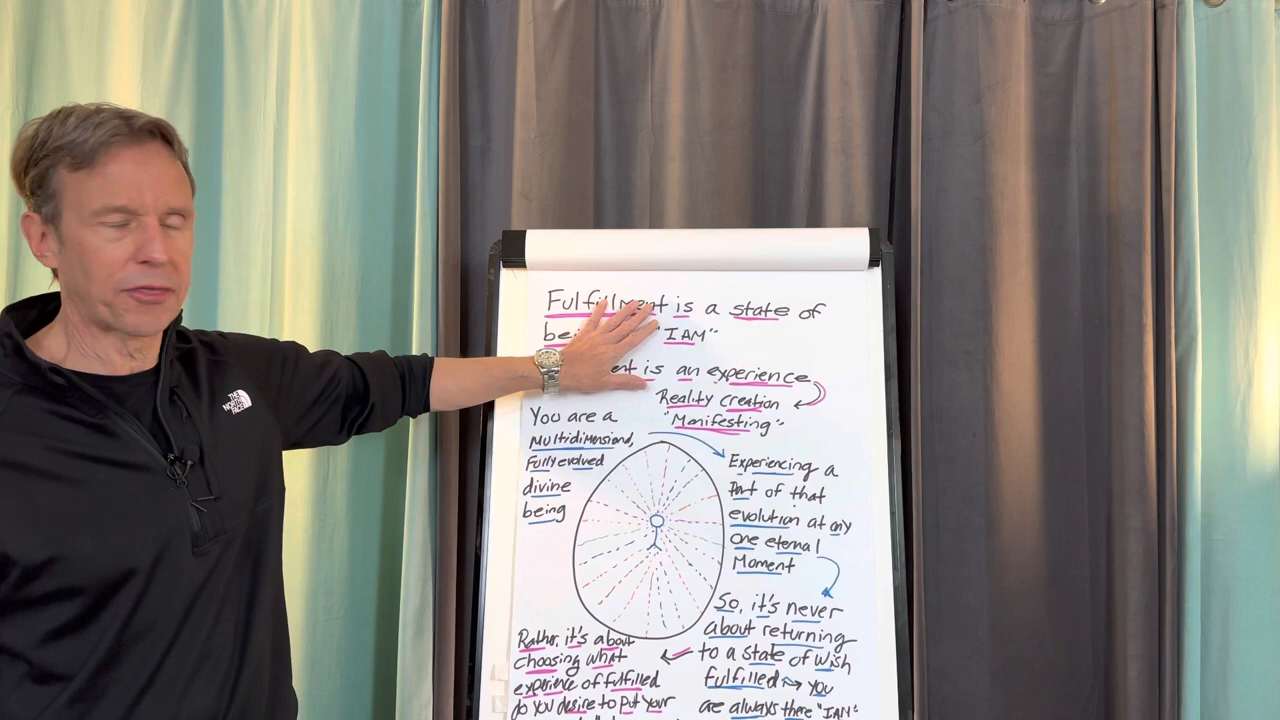 THE
NORTH
FACE
Fulfillment is a state of
"IAM"
is an experience
Reality creation
"Manifesting"
You are a
Multidimensional,
Fully evolved
divine
being
Experiencing a
Part of that
evolution at any
one eternal
Moment
So, it's never
about returning
to a state of wish
fulfilled
you
are always there "IAM"
Rather, it's about
choosing what
experience of fulfilled
do you desire to put your